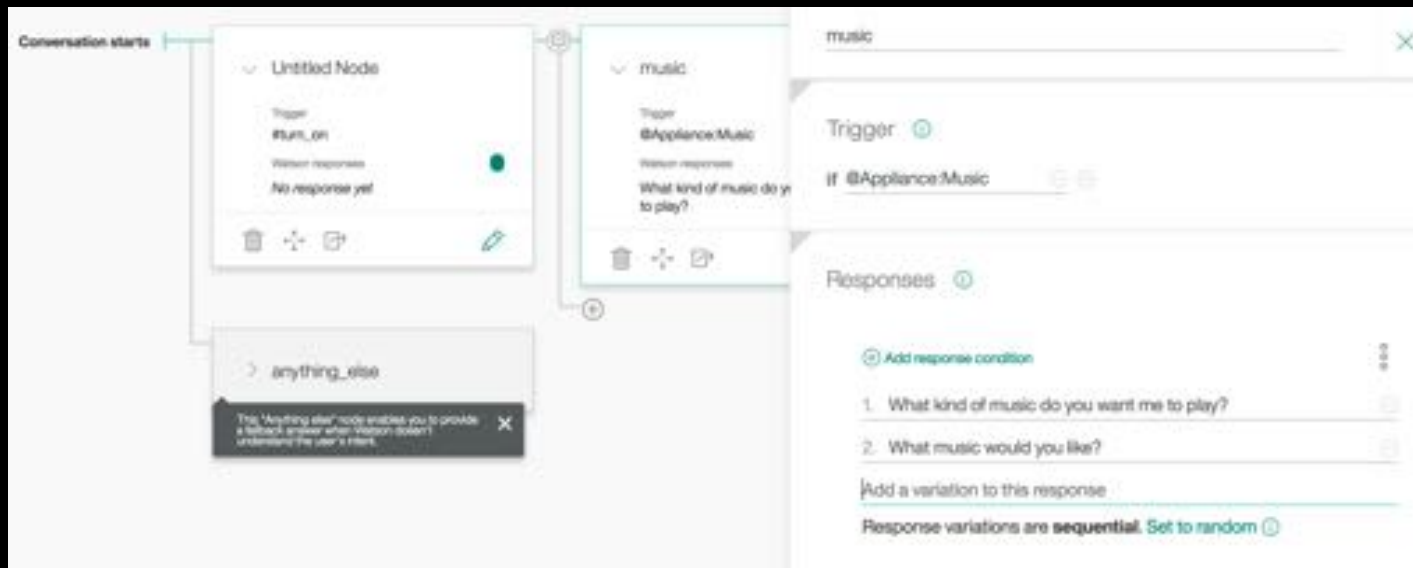 Conversation starts
Untitled Node
Trigger
#turn_on
Watson responses
No response yet
music
Trigger
@Appliance:Music
Watson responses
What kind of music do
to play?
anything_else
This "Anything else" node enables you to provide
a fallback answer when Watson doesn't
understand the user's intent.
music
Trigger
If @Appliance:Music
Responses
Add response condition
1. What kind of music do you want me to play?
2. What music would you like?
Add a variation to this response
Response variations are sequential. Set to random